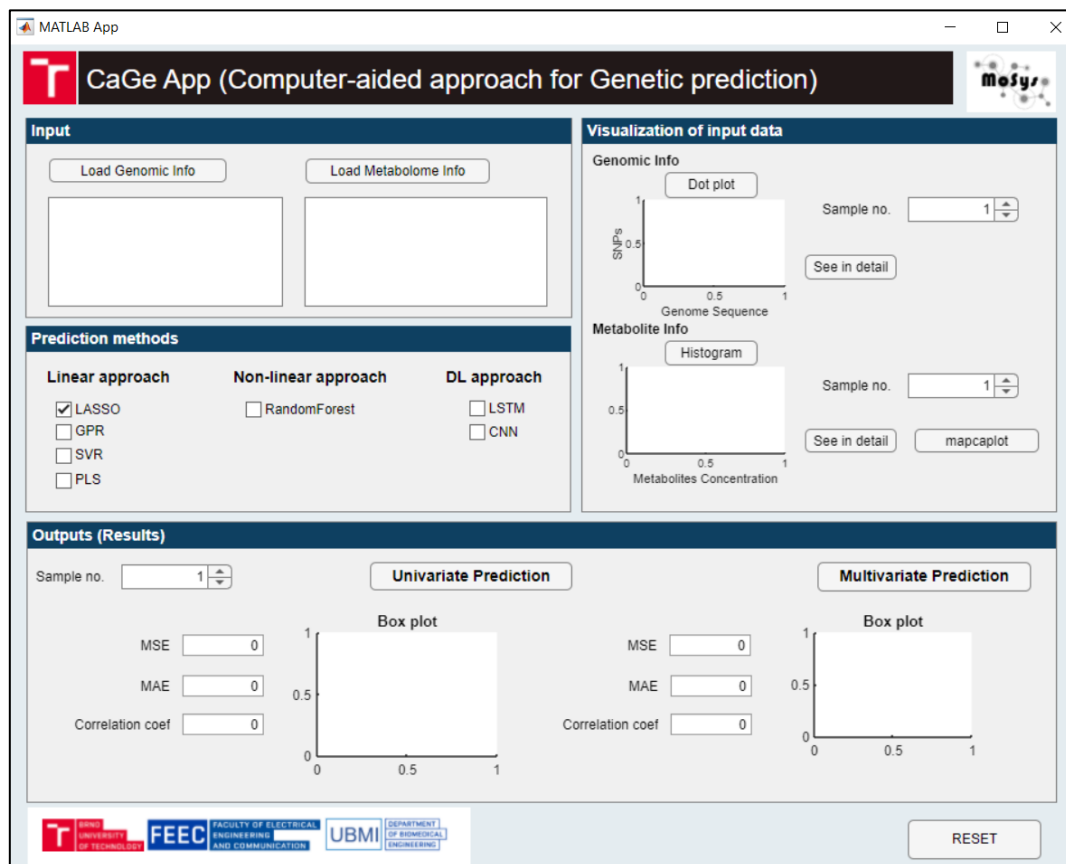 MATLAB App
CaGe App (Computer-aided approach for Genetic prediction)
MoSys
Input
Load Genomic Info
Load Metabolome Info
Visualization of input data
Genomic Info
Dot plot
1
0.5
0
SNPs
0
0.5
1
Genome Sequence
Sample no.
1
See in detail
Metabolite Info
Histogram
1
0.5
0
0
0.5
1
Metabolites Concentration
Sample no.
1
See in detail
mapcaplot
Prediction methods
Linear approach
LASSO
GPR
SVR
PLS
Non-linear approach
RandomForest
DL approach
LSTM
CNN
Outputs (Results)
Sample no.
1
Univariate Prediction
MSE
0
MAE
0
Correlation coef
0
Box plot
1
0.5
0
0
0.5
1
Multivariate Prediction
MSE
0
MAE
0
Correlation coef
0
Box plot
1
0.5
0
0
0.5
1
BRNO
UNIVERSITY
OF TECHNOLOGY
FEEC
FACULTY OF ELECTRICAL
ENGINEERING
AND COMMUNICATION
UBMI
DEPARTMENT
OF BIOMEDICAL
ENGINEERING
RESET